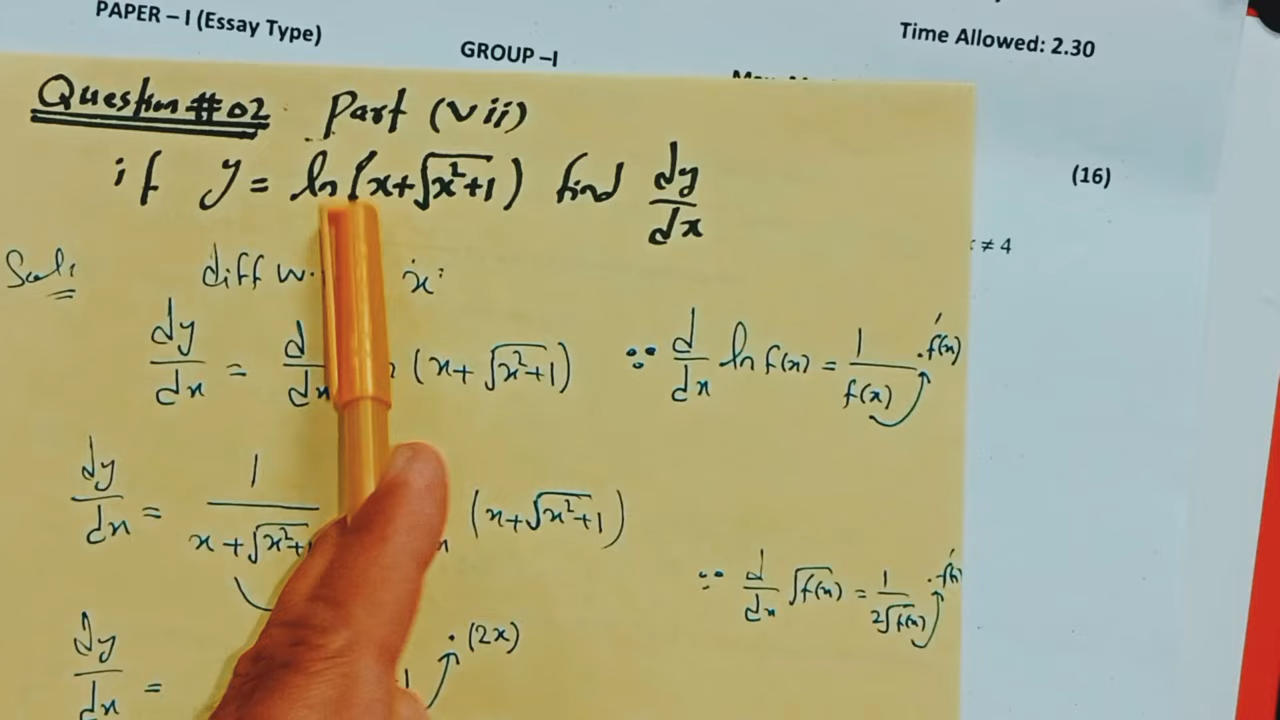 PAPER – I (Essay Type)
GROUP –I
Time Allowed: 2.30
Question #02 Part (vii)
(16)
if y = ln(x+√(x²+1)) find dy/dx
≠ 4
Sol: diff w. x:
dy/dx = d/dx (x+√(x²+1)) ∵ d/dx ln f(x) = 1/f(x) . f'(x)
dy/dx = 1/(x+√(x²+1)) (x+√(x²+1))
∵ d/dx √f(x) = 1/(2√f(x)) . f'(x)
dy/dx = . (2x)